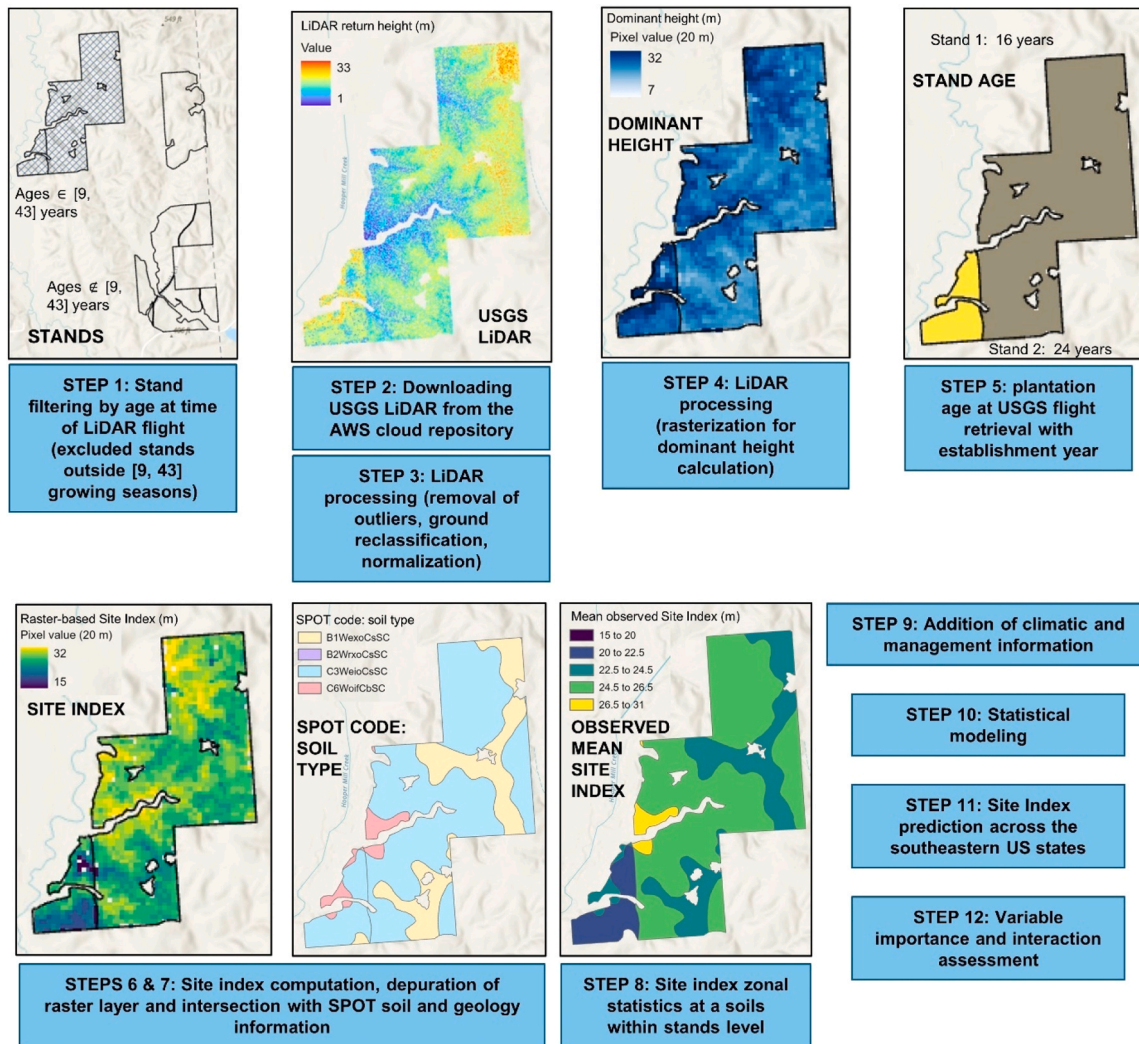 549 ft
Ages ∈ [9,
43] years
Ages ∉ [9,
43] years
STANDS
LiDAR return height (m)
Value
33
1
Hooper Mill Creek
USGS
LiDAR
Dominant height (m)
Pixel value (20 m)
32
7
DOMINANT
HEIGHT
Stand 1: 16 years
STAND AGE
Stand 2: 24 years
STEP 1: Stand
filtering by age at time
of LiDAR flight
(excluded stands
outside [9, 43]
growing seasons)
STEP 2: Downloading
USGS LiDAR from the
AWS cloud repository
STEP 3: LiDAR
processing (removal of
outliers, ground
reclassification,
normalization)
STEP 4: LiDAR
processing
(rasterization for
dominant height
calculation)
STEP 5: plantation
age at USGS flight
retrieval with
establishment year
Raster-based Site Index (m)
Pixel value (20 m)
32
15
SITE INDEX
SPOT code: soil type
B1WexoCsSC
B2WrxoCsSC
C3WeioCsSC
C6WoifCbSC
SPOT CODE:
SOIL
TYPE
Hooper Mill Creek
Mean observed Site Index (m)
15 to 20
20 to 22.5
22.5 to 24.5
24.5 to 26.5
26.5 to 31
OBSERVED
MEAN
SITE
INDEX
STEPS 6 & 7: Site index computation, depuration of
raster layer and intersection with SPOT soil and geology
information
STEP 8: Site index zonal
statistics at a soils
within stands level
STEP 9: Addition of climatic and
management information
STEP 10: Statistical
modeling
STEP 11: Site Index
prediction across the
southeastern US states
STEP 12: Variable
importance and interaction
assessment